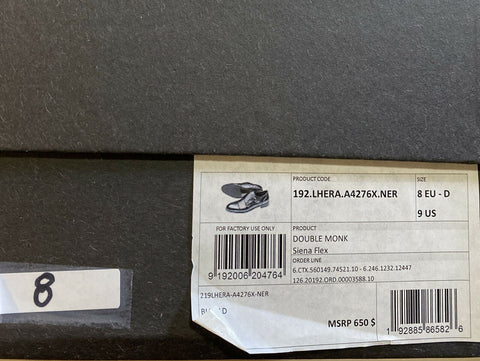 PRODUCT CODE
192.LHERA.A4276X.NER
SIZE
8 EU - D
9 US
FOR FACTORY USE ONLY
PRODUCT
DOUBLE MONK
Siena Flex
ORDER LINE
6.CTX.560149.74521.10 - 6.246.1232.12447
126.20192.ORD.00003588.10
9 192006 204764
219LHERA-A4276X-NER
D
MSRP 650 $
1 92885 86582 6
8